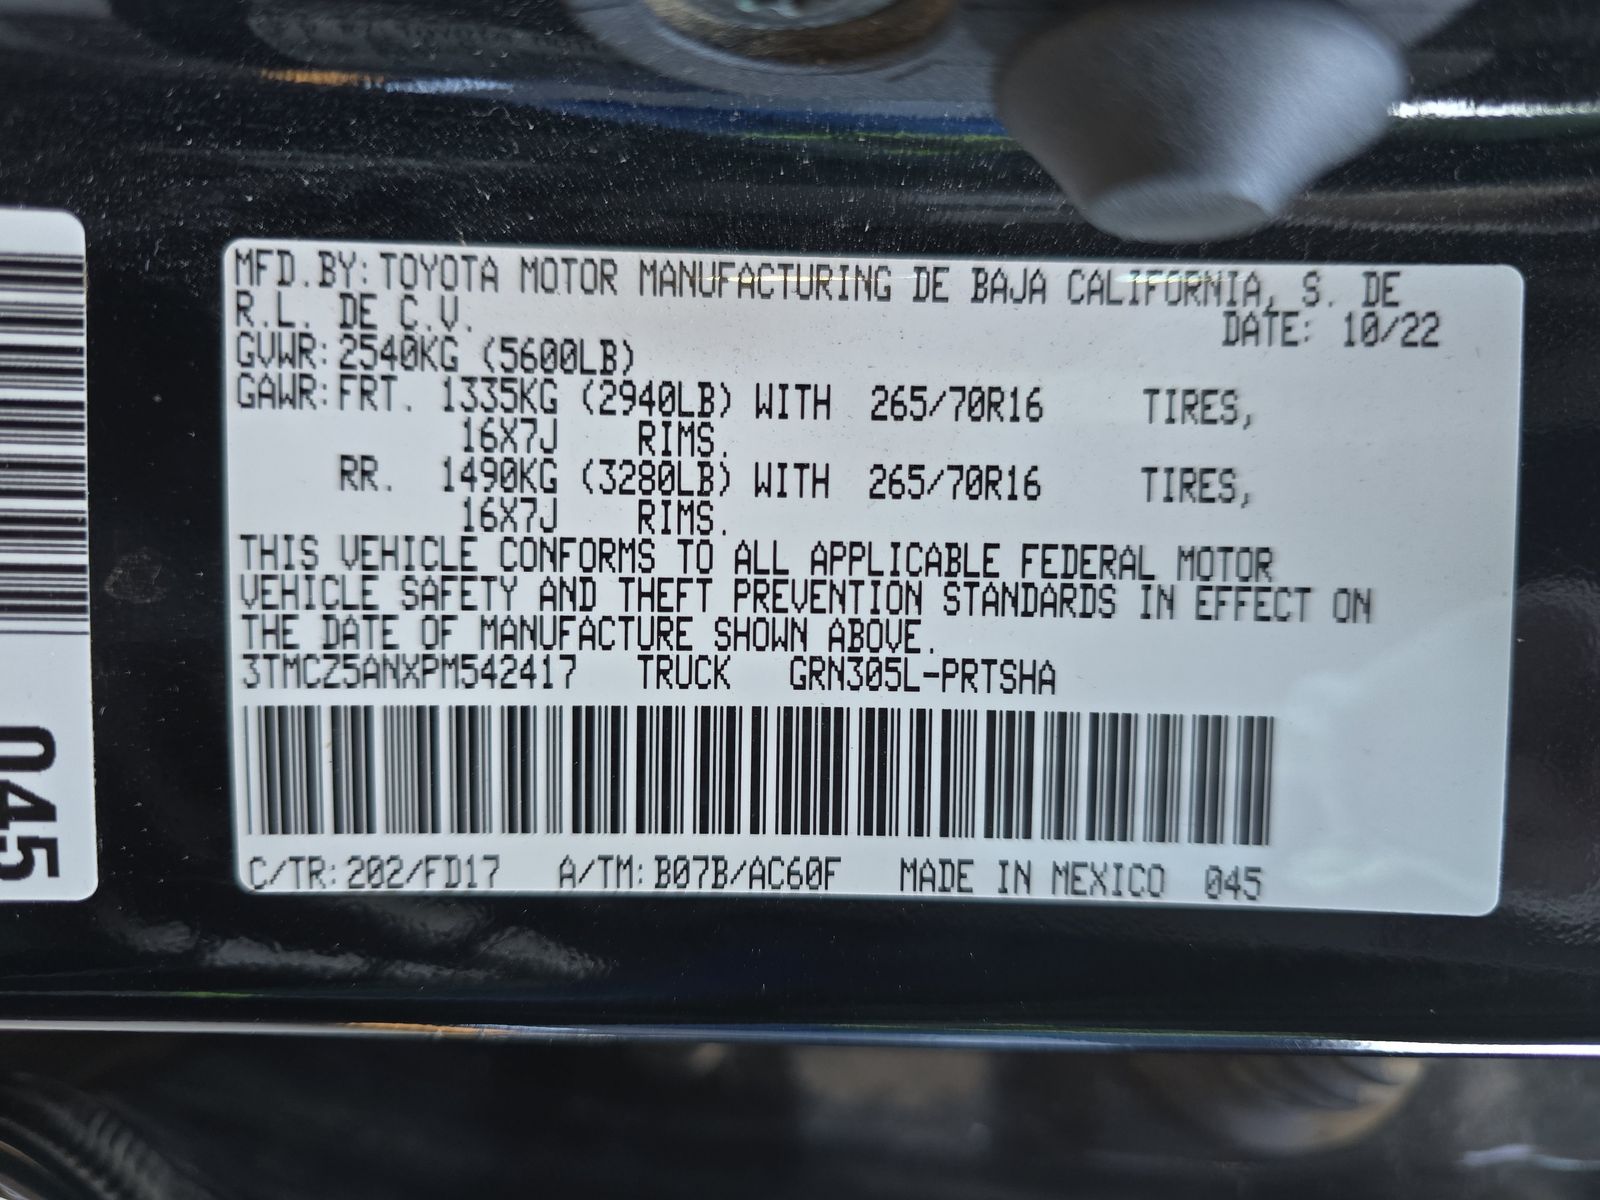 MFD.BY:TOYOTA MOTOR MANUFACTURING DE BAJA CALIFORNIA, S. DE
R.L. DE C.V.
DATE: 10/22
GVWR:2540KG (5600LB)
GAWR:FRT. 1335KG (2940LB) WITH 265/70R16 TIRES,
16X7J RIMS.
RR. 1490KG (3280LB) WITH 265/70R16 TIRES,
16X7J RIMS.
THIS VEHICLE CONFORMS TO ALL APPLICABLE FEDERAL MOTOR
VEHICLE SAFETY AND THEFT PREVENTION STANDARDS IN EFFECT ON
THE DATE OF MANUFACTURE SHOWN ABOVE.
3TMCZ5ANXPM542417 TRUCK GRN305L-PRTSHA
C/TR:202/FD17 A/TM:B07B/AC60F MADE IN MEXICO 045
045